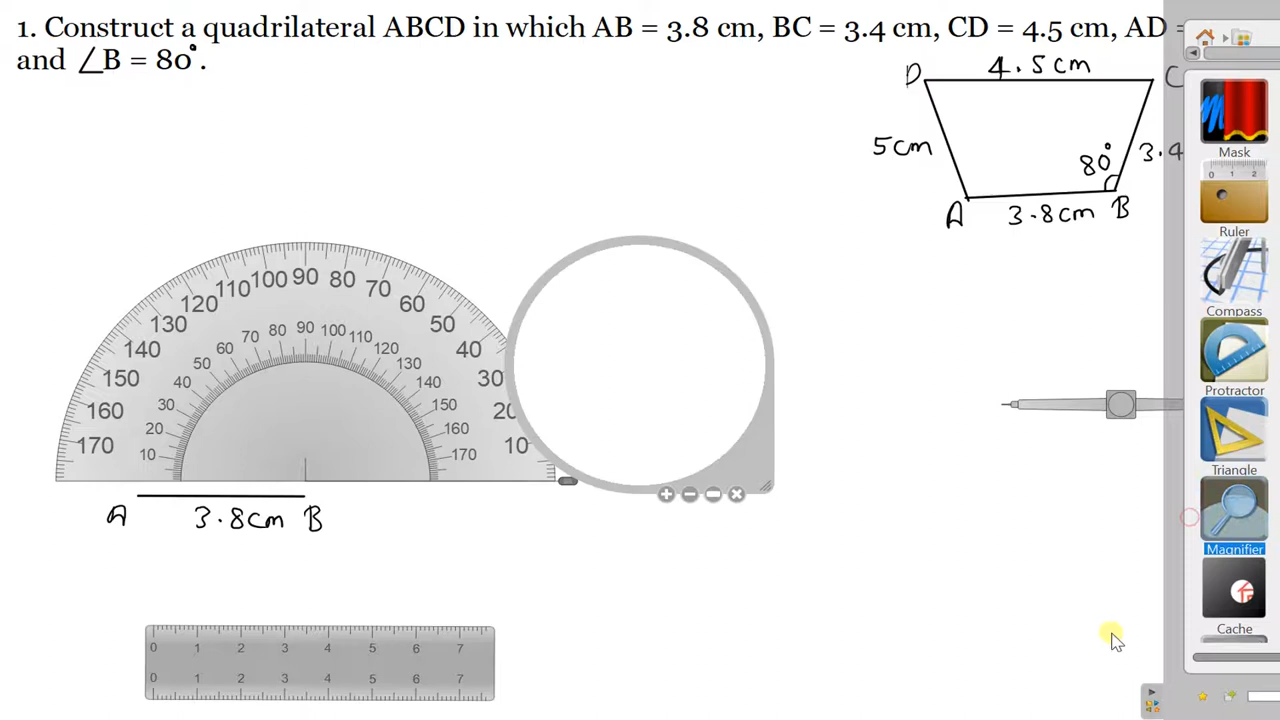 1. Construct a quadrilateral ABCD in which AB = 3.8 cm, BC = 3.4 cm, CD = 4.5 cm, AD =
and ∠B = 80°.
D 4.5cm C
5cm 80° 3.4
A 3.8cm B
90
100 80
110 70
120 60
130 50
140 40
150 30
160 20
170 10
90
80 100
70 110
60 120
50 130
40 140
30 150
20 160
10 170
A 3.8cm B
0 1 2 3 4 5 6 7
0 1 2 3 4 5 6 7
Mask
0 1 2
Ruler
Compass
Protractor
Triangle
Magnifier
Cache